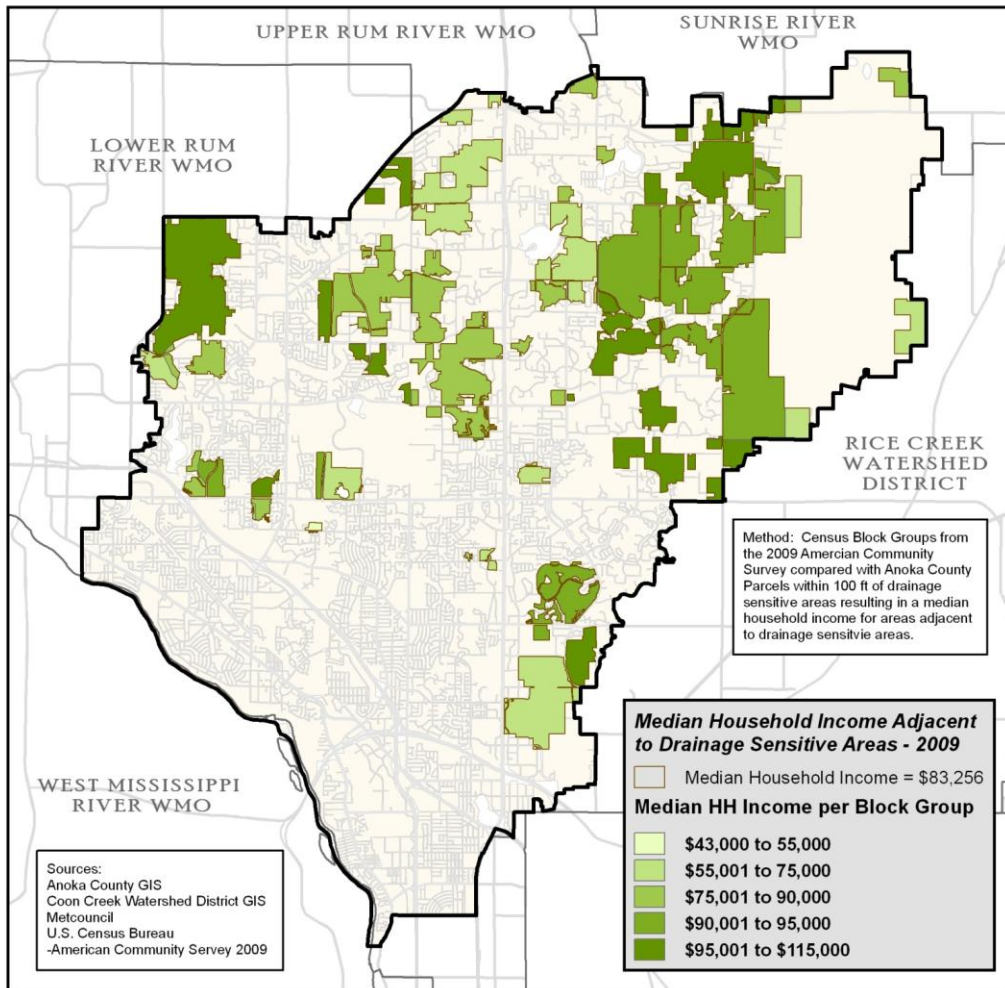 UPPER RUM RIVER WMO
SUNRISE RIVER
WMO
LOWER RUM
RIVER WMO
RICE CREEK
WATERSHED
DISTRICT
Method: Census Block Groups from
the 2009 Amercian Community
Survey compared with Anoka County
Parcels within 100 ft of drainage
sensitive areas resulting in a median
household income for areas adjacent
to drainage sensitvie areas.
WEST MISSISSIPPI
RIVER WMO
Sources:
Anoka County GIS
Coon Creek Watershed District GIS
Metcouncil
U.S. Census Bureau
-American Community Servey 2009
Median Household Income Adjacent
to Drainage Sensitive Areas - 2009
Median Household Income = $83,256
Median HH Income per Block Group
$43,000 to 55,000
$55,001 to 75,000
$75,001 to 90,000
$90,001 to 95,000
$95,001 to $115,000